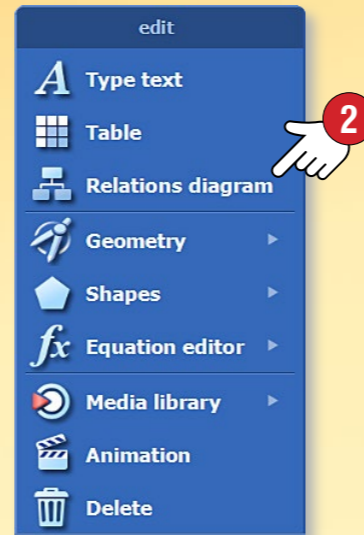 edit
Type text
Table
2
Relations diagram
Geometry
Shapes
fx Equation editor
Media library
Animation
Delete